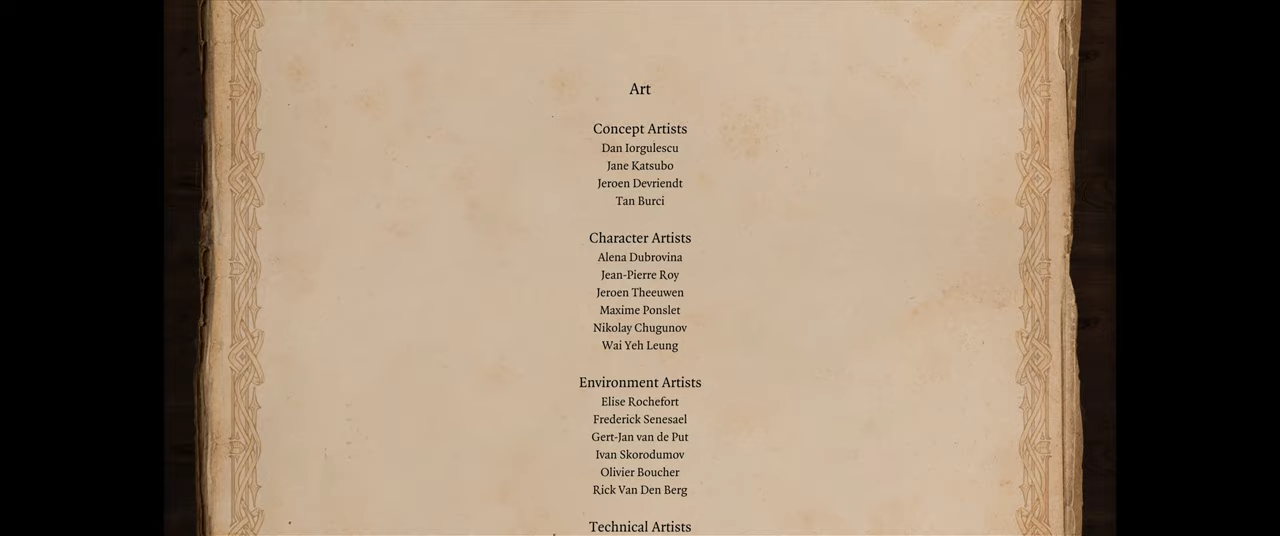 Art
Concept Artists
Dan Iorgulescu
Jane Katsubo
Jeroen Devriendt
Tan Burci
Character Artists
Alena Dubrovina
Jean-Pierre Roy
Jeroen Theeuwen
Maxime Ponslet
Nikolay Chugunov
Wai Yeh Leung
Environment Artists
Elise Rochefort
Frederick Senesael
Gert-Jan van de Put
Ivan Skorodumov
Olivier Boucher
Rick Van Den Berg
Technical Artists